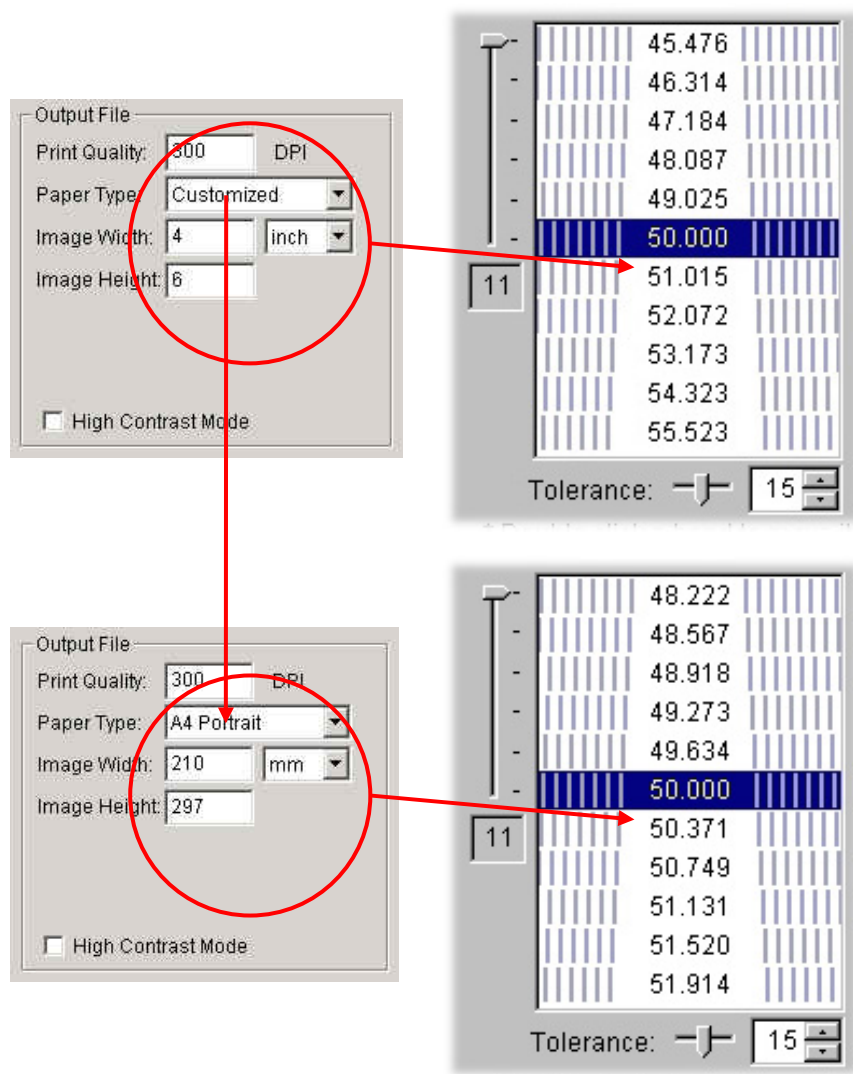 Output File
Print Quality: 300 DPI
Paper Type: Customized
Image Width: 4 inch
Image Height: 6
High Contrast Mode
45.476
46.314
47.184
48.087
49.025
50.000
51.015
52.072
53.173
54.323
55.523
11
Tolerance: 15
Output File
Print Quality: 300 DPI
Paper Type: A4 Portrait
Image Width: 210 mm
Image Height: 297
High Contrast Mode
48.222
48.567
48.918
49.273
49.634
50.000
50.371
50.749
51.131
51.520
51.914
11
Tolerance: 15